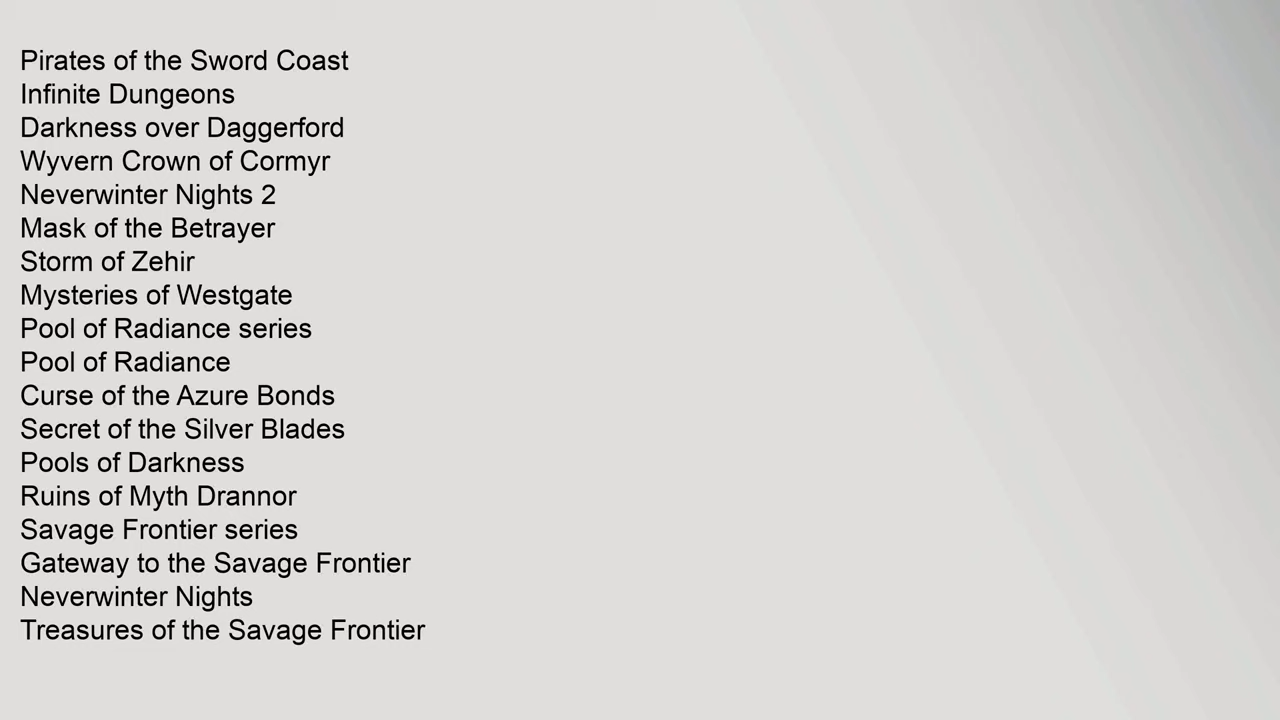 Pirates of the Sword Coast
Infinite Dungeons
Darkness over Daggerford
Wyvern Crown of Cormyr
Neverwinter Nights 2
Mask of the Betrayer
Storm of Zehir
Mysteries of Westgate
Pool of Radiance series
Pool of Radiance
Curse of the Azure Bonds
Secret of the Silver Blades
Pools of Darkness
Ruins of Myth Drannor
Savage Frontier series
Gateway to the Savage Frontier
Neverwinter Nights
Treasures of the Savage Frontier